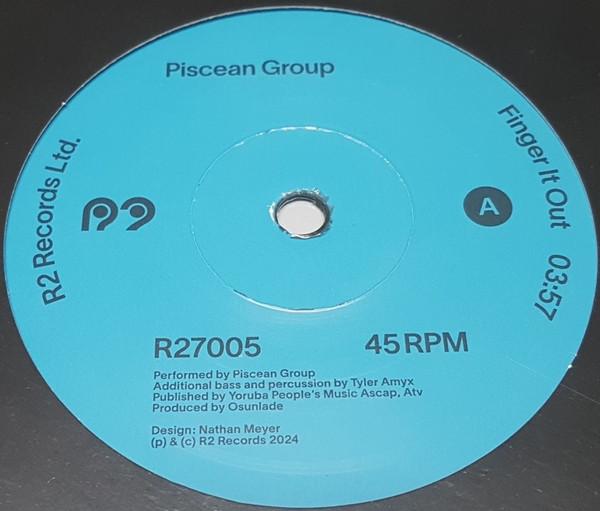 Piscean Group
R2 Records Ltd.
A
Finger It Out 03:57
R27005
45 RPM
Performed by Piscean Group
Additional bass and percussion by Tyler Amyx
Published by Yoruba People's Music Ascap, Atv
Produced by Osunlade
Design: Nathan Meyer
(p) & (c) R2 Records 2024